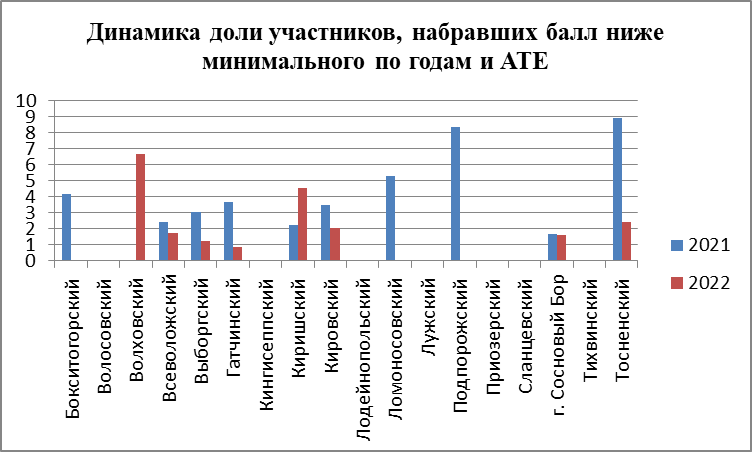 Динамика доли участников, набравших балл ниже
минимального по годам и АТЕ
10
9
8
7
6
5
4
3
2
1
0
Бокситогорский
Волосовский
Волховский
Всеволожский
Выборгский
Гатчинский
Кингисеппский
Киришский
Кировский
Лодейнопольский
Ломоносовский
Лужский
Подпорожский
Приозерский
Сланцевский
г. Сосновый Бор
Тихвинский
Тосненский
2021
2022